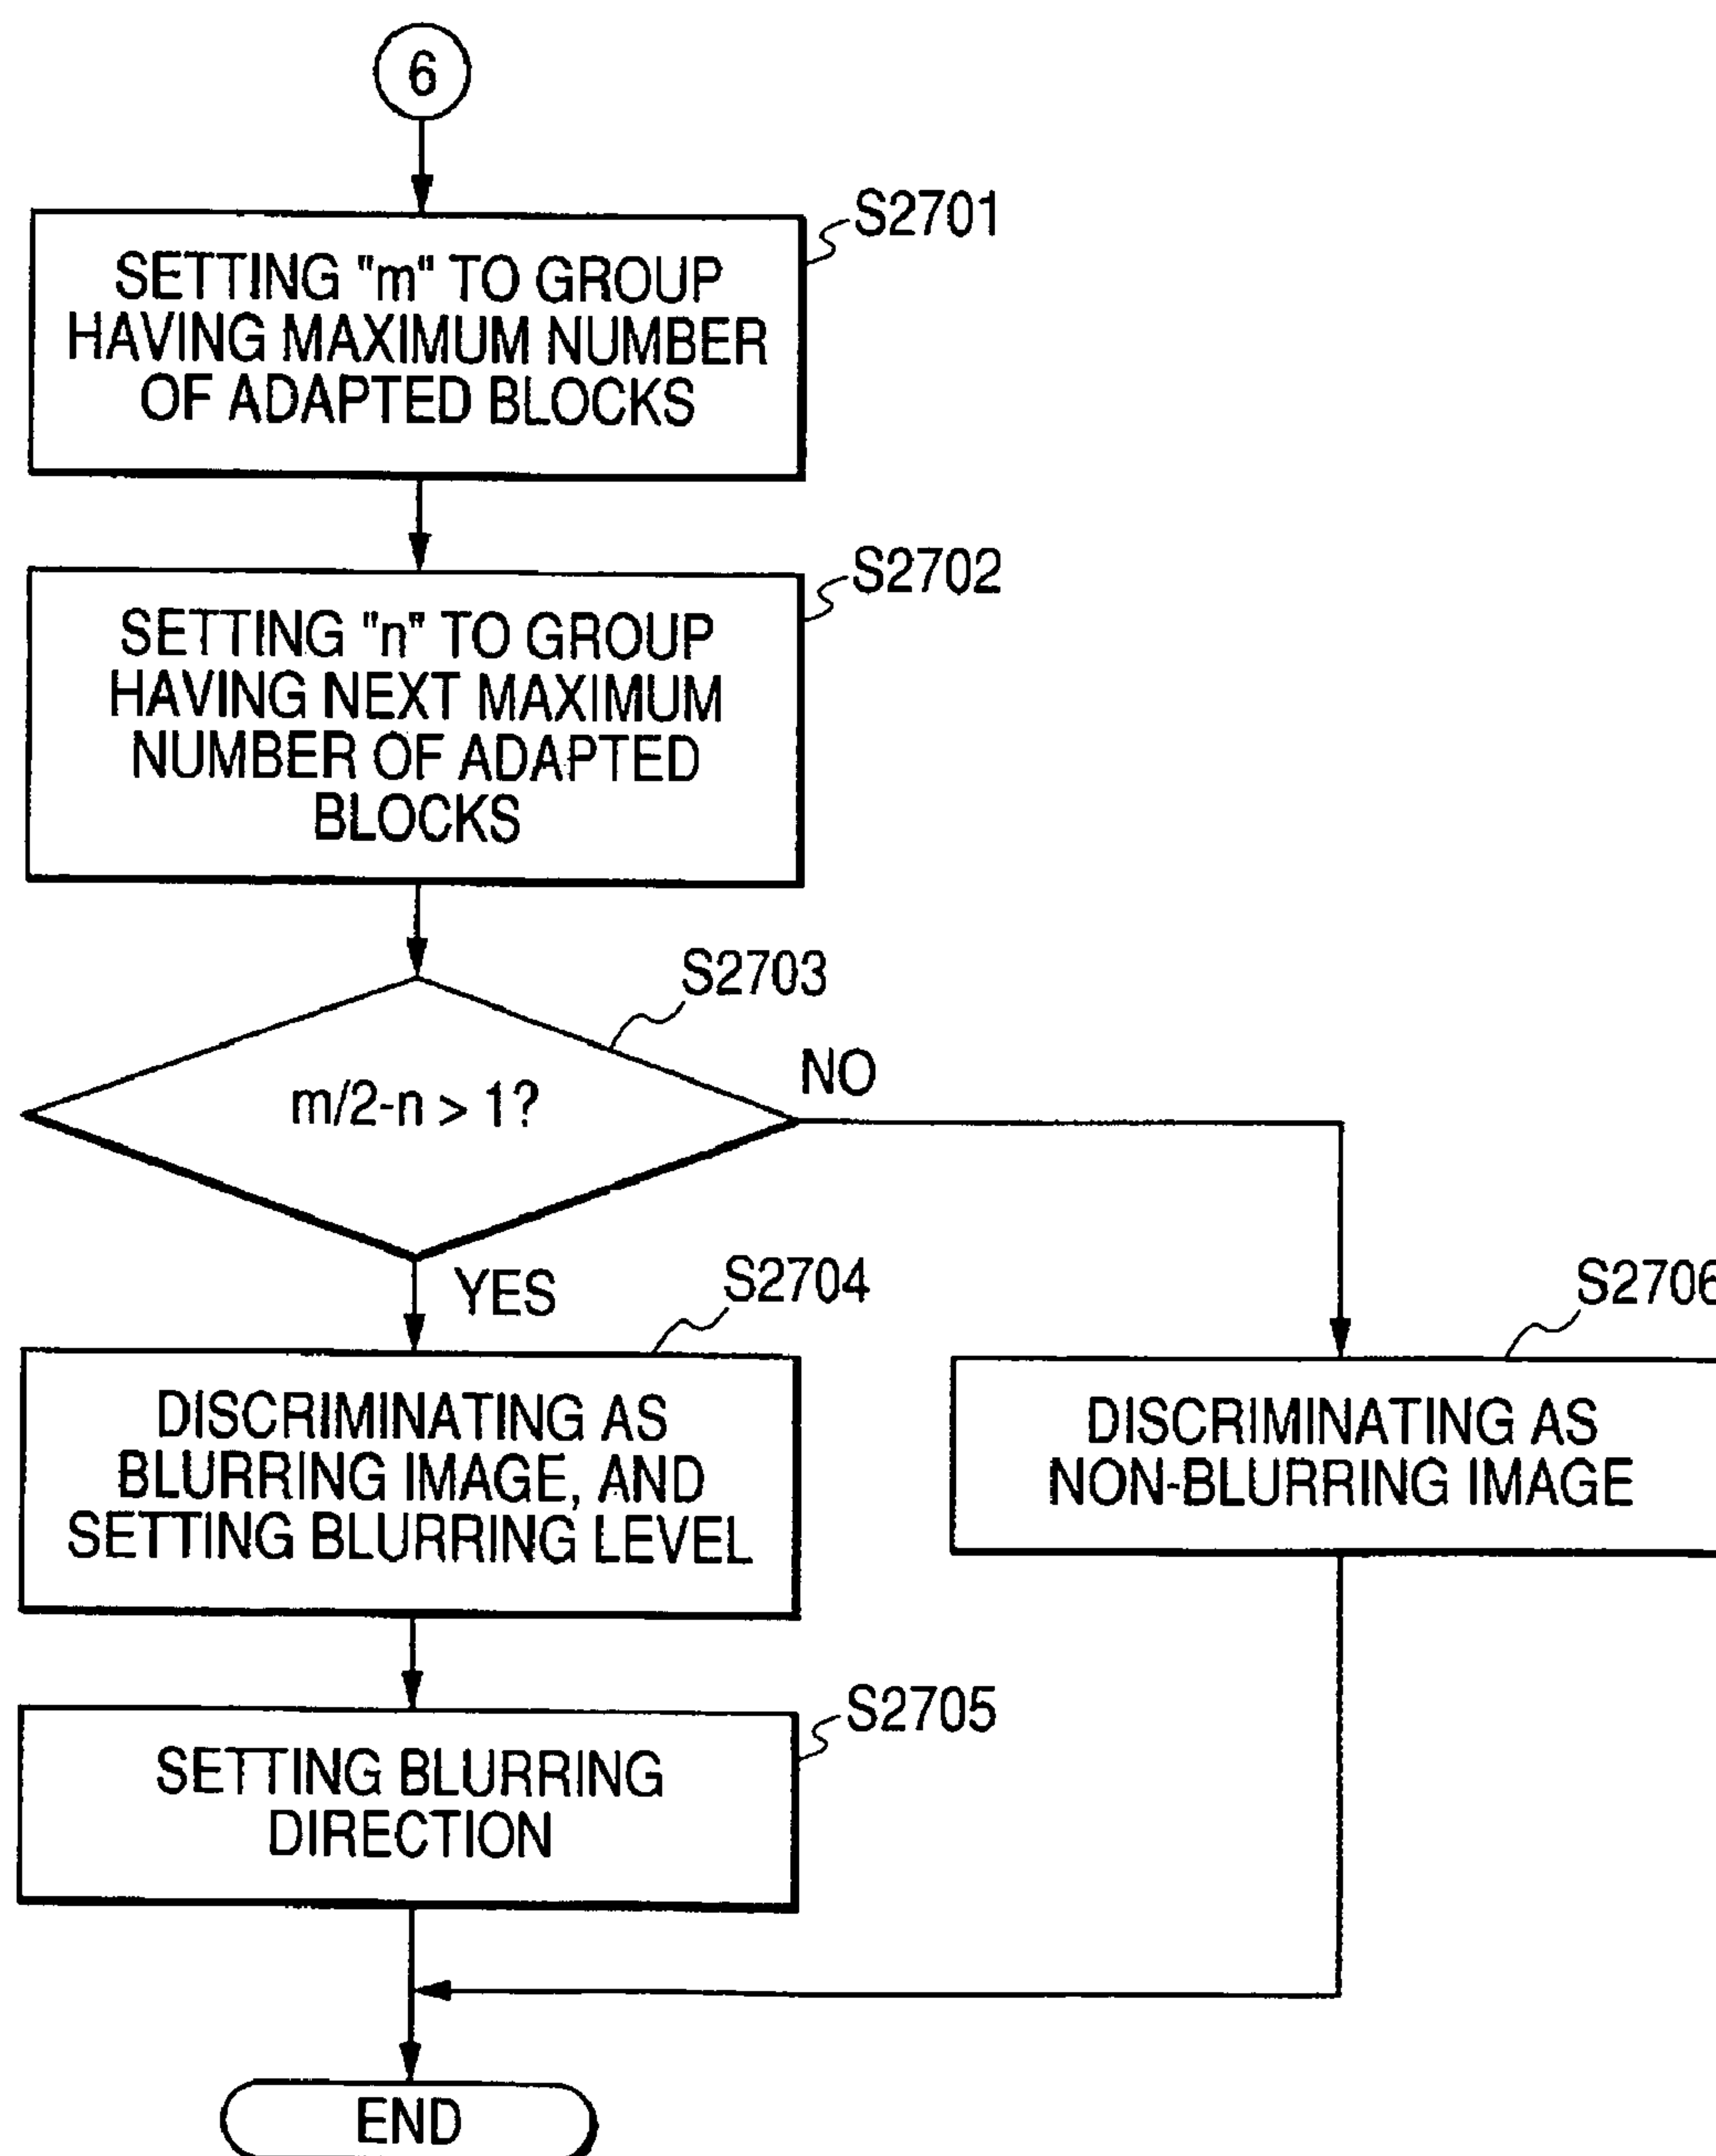 6
S2701
SETTING "m" TO GROUP
HAVING MAXIMUM NUMBER
OF ADAPTED BLOCKS
S2702
SETTING "n" TO GROUP
HAVING NEXT MAXIMUM
NUMBER OF ADAPTED
BLOCKS
S2703
m/2-n > 1?
NO
YES
S2704
DISCRIMINATING AS
BLURRING IMAGE, AND
SETTING BLURRING LEVEL
S2706
DISCRIMINATING AS
NON-BLURRING IMAGE
S2705
SETTING BLURRING
DIRECTION
END